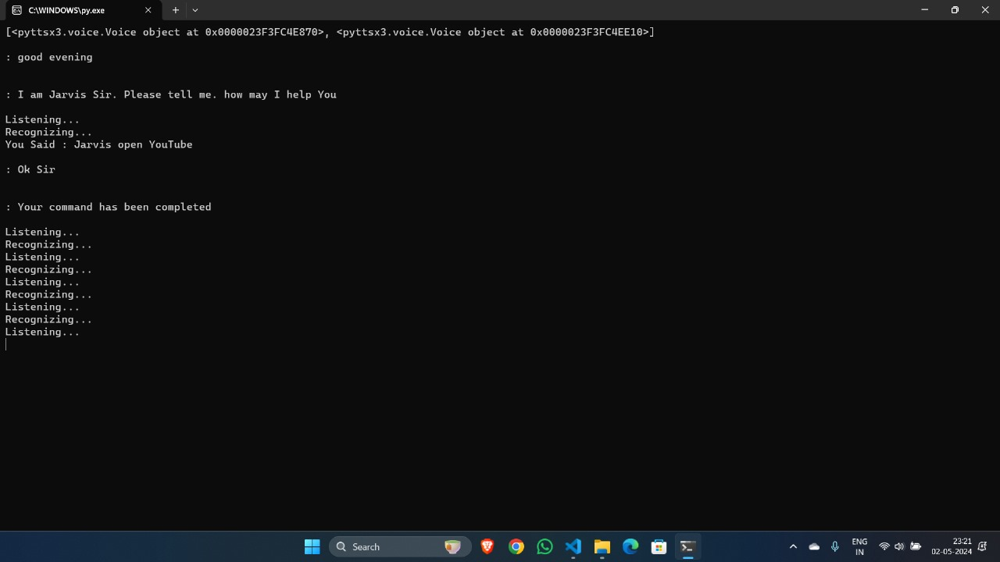 C:\WINDOWS\py.exe
[<pyttsx3.voice.Voice object at 0x0000023F3FC4E870>, <pyttsx3.voice.Voice object at 0x0000023F3FC4EE10>]
: good evening
: I am Jarvis Sir. Please tell me. how may I help You
Listening...
Recognizing...
You Said : Jarvis open YouTube
: Ok Sir
: Your command has been completed
Listening...
Recognizing...
Listening...
Recognizing...
Listening...
Recognizing...
Listening...
Recognizing...
Listening...
Search
ENG
IN
23:21
02-05-2024